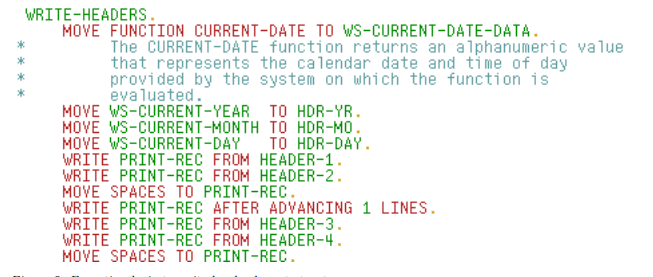 WRITE-HEADERS.
MOVE FUNCTION CURRENT-DATE TO WS-CURRENT-DATE-DATA.
* The CURRENT-DATE function returns an alphanumeric value
* that represents the calendar date and time of day
* provided by the system on which the function is
* evaluated.
MOVE WS-CURRENT-YEAR TO HDR-YR.
MOVE WS-CURRENT-MONTH TO HDR-MO.
MOVE WS-CURRENT-DAY TO HDR-DAY.
WRITE PRINT-REC FROM HEADER-1.
WRITE PRINT-REC FROM HEADER-2.
MOVE SPACES TO PRINT-REC.
WRITE PRINT-REC AFTER ADVANCING 1 LINES.
WRITE PRINT-REC FROM HEADER-3.
WRITE PRINT-REC FROM HEADER-4.
MOVE SPACES TO PRINT-REC.